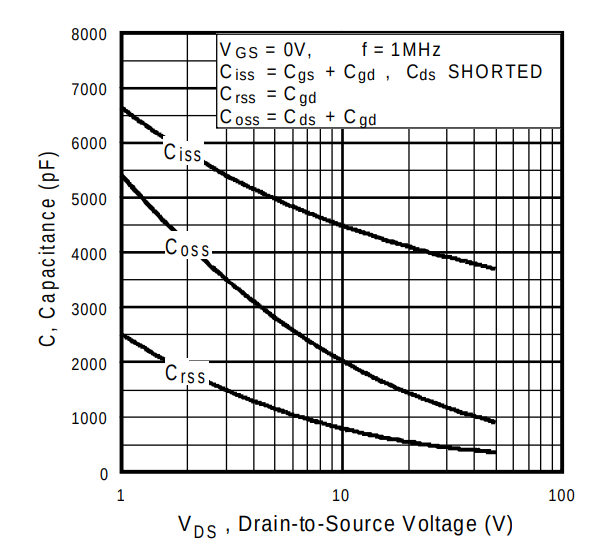 8000
7000
6000
5000
4000
3000
2000
1000
0
C, Capacitance (pF)
VGS = 0V, f = 1MHz
Ciss = Cgs + Cgd , Cds SHORTED
Crss = Cgd
Coss = Cds + Cgd
Ciss
Coss
Crss
1 10 100
VDS , Drain-to-Source Voltage (V)